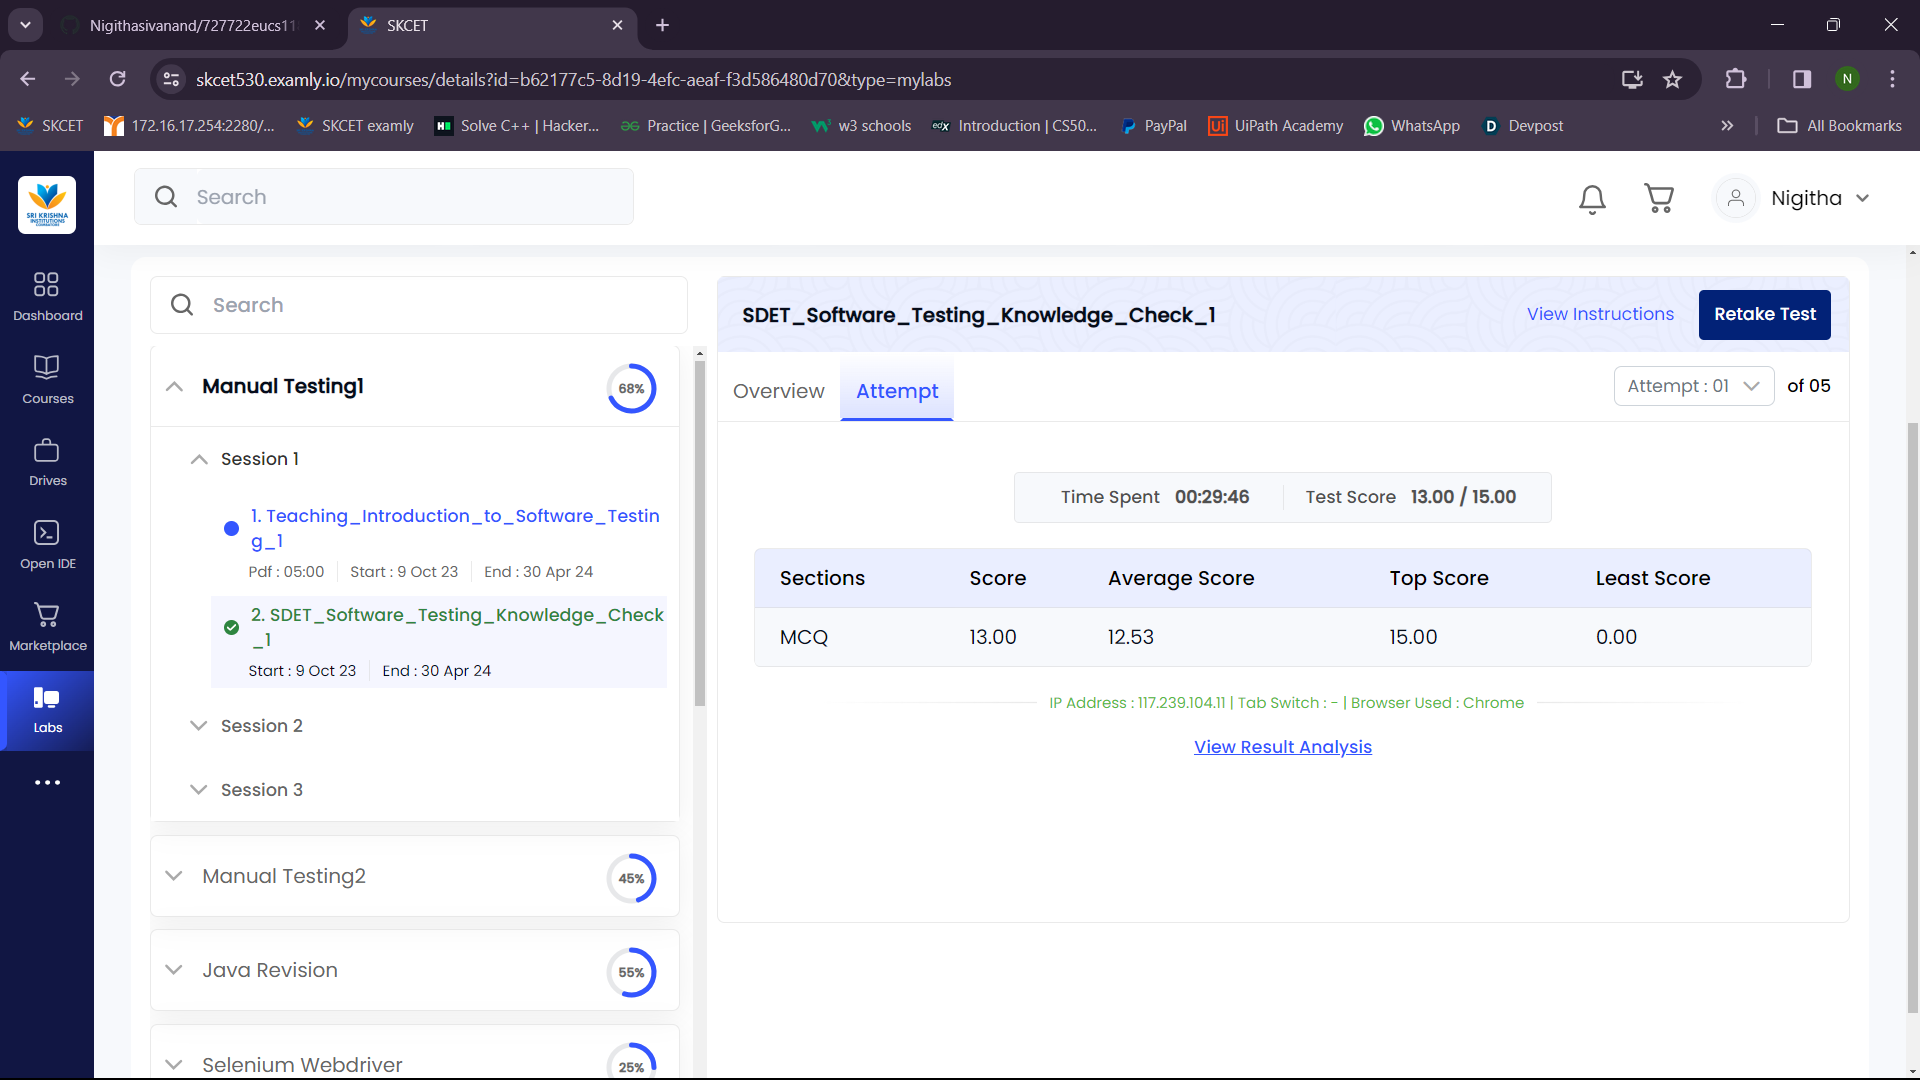 Nigithasivanand/727722eucs11
SKCET
skcet530.examly.io/mycourses/details?id=b62177c5-8d19-4efc-aeaf-f3d586480d70&type=mylabs
N
SKCET
172.16.17.254:2280/...
SKCET examly
Solve C++ | Hacker...
Practice | GeeksforG...
w3 schools
edX
Introduction | CS50...
PayPal
Ui
UiPath Academy
WhatsApp
D
Devpost
All Bookmarks
SRI KRISHNA
INSTITUTIONS
Search
Nigitha
Dashboard
Courses
Drives
Open IDE
Marketplace
Labs
Search
Manual Testing1
68%
Session 1
1. Teaching_Introduction_to_Software_Testin
g_1
Pdf : 05:00 Start : 9 Oct 23 End : 30 Apr 24
2. SDET_Software_Testing_Knowledge_Check
_1
Start : 9 Oct 23 End : 30 Apr 24
Session 2
Session 3
Manual Testing2
45%
Java Revision
55%
Selenium Webdriver
25%
SDET_Software_Testing_Knowledge_Check_1
View Instructions
Retake Test
Overview
Attempt
Attempt : 01
of 05
Time Spent 00:29:46 Test Score 13.00 / 15.00
Sections Score Average Score Top Score Least Score
MCQ 13.00 12.53 15.00 0.00
IP Address : 117.239.104.11 | Tab Switch : - | Browser Used : Chrome
View Result Analysis